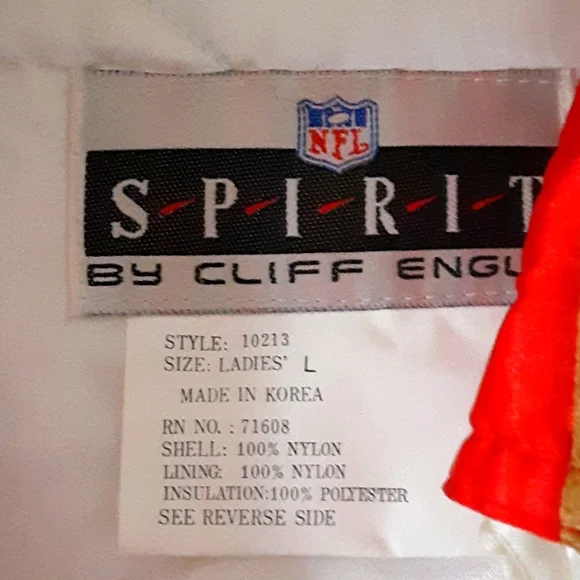 NFL
S P I R I T
BY CLIFF ENGL
STYLE: 10213
SIZE: LADIES' L
MADE IN KOREA
RN NO. : 71608
SHELL: 100% NYLON
LINING: 100% NYLON
INSULATION:100% POLYESTER
SEE REVERSE SIDE